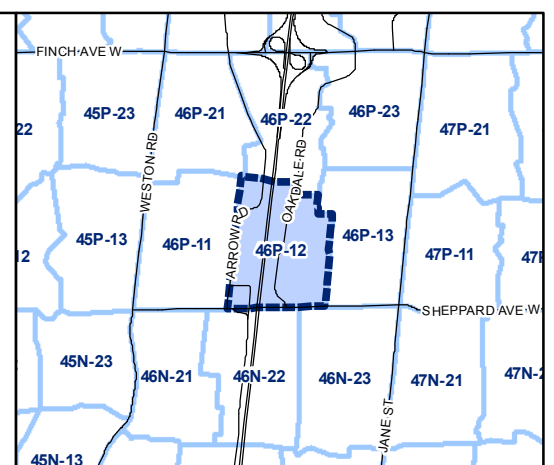 FINCH AVE W
45P-23
46P-21
46P-22
46P-23
47P-21
22
WESTON RD
OAKDALE RD
45P-13
46P-11
ARROW RD
46P-12
46P-13
47P-11
12
47P
SHEPPARD AVE W
45N-23
46N-21
46N-22
46N-23
47N-21
47N-2
JANE ST
45N-13